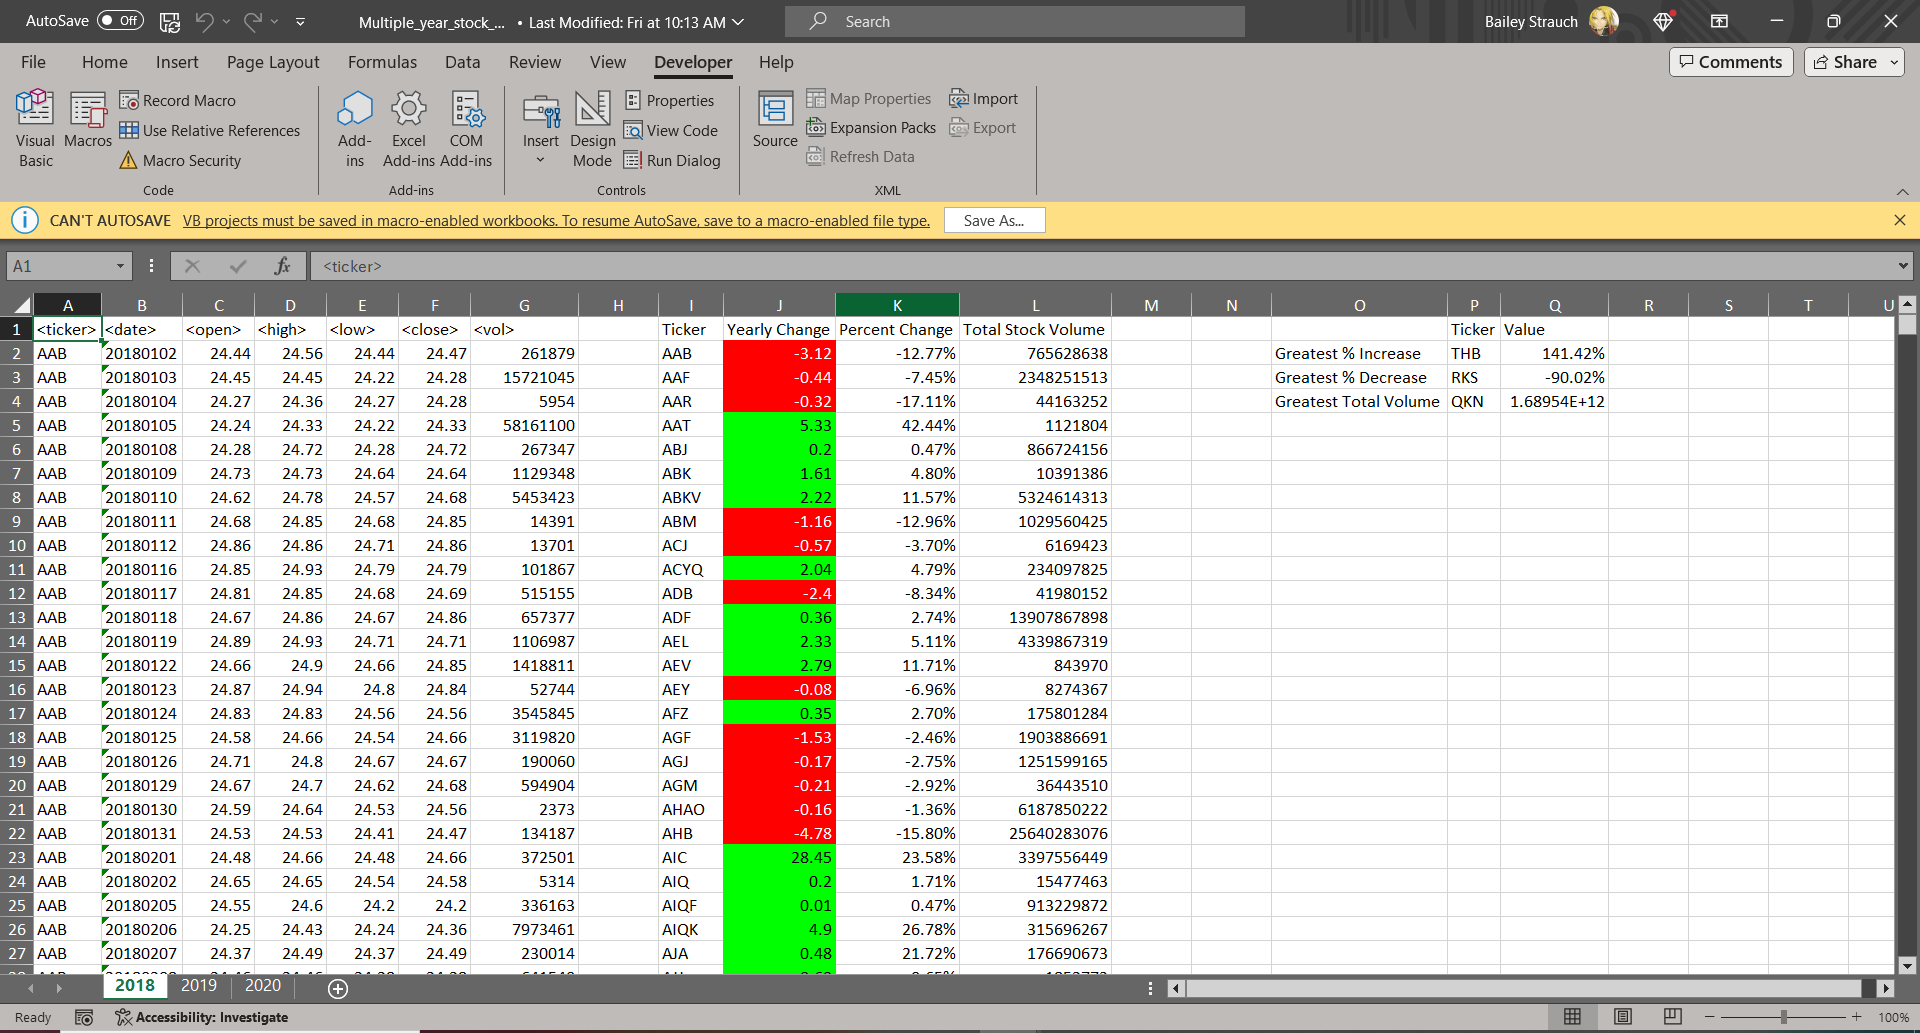 AutoSave Off Multiple_year_stock_... • Last Modified: Fri at 10:13 AM Search Bailey Strauch
File Home Insert Page Layout Formulas Data Review View Developer Help Comments Share
Visual Basic
Macros
Record Macro
Use Relative References
Macro Security
Code
Add-ins
Excel Add-ins
COM Add-ins
Add-ins
Insert
Design Mode
Properties
View Code
Run Dialog
Controls
Source
Map Properties
Expansion Packs
Refresh Data
Import
Export
XML
CAN'T AUTOSAVE VB projects must be saved in macro-enabled workbooks. To resume AutoSave, save to a macro-enabled file type. Save As...
A1 fx <ticker>
A B C D E F G H I J K L M N O P Q R S T U
1 <ticker> <date> <open> <high> <low> <close> <vol> Ticker Yearly Change Percent Change Total Stock Volume Ticker Value
2 AAB 20180102 24.44 24.56 24.44 24.47 261879 AAB -3.12 -12.77% 765628638 Greatest % Increase THB 141.42%
3 AAB 20180103 24.45 24.45 24.22 24.28 15721045 AAF -0.44 -7.45% 2348251513 Greatest % Decrease RKS -90.02%
4 AAB 20180104 24.27 24.36 24.27 24.28 5954 AAR -0.32 -17.11% 44163252 Greatest Total Volume QKN 1.68954E+12
5 AAB 20180105 24.24 24.33 24.22 24.33 58161100 AAT 5.33 42.44% 1121804
6 AAB 20180108 24.28 24.72 24.28 24.72 267347 ABJ 0.2 0.47% 866724156
7 AAB 20180109 24.73 24.73 24.64 24.64 1129348 ABK 1.61 4.80% 10391386
8 AAB 20180110 24.62 24.78 24.57 24.68 5453423 ABKV 2.22 11.57% 5324614313
9 AAB 20180111 24.68 24.85 24.68 24.85 14391 ABM -1.16 -12.96% 1029560425
10 AAB 20180112 24.86 24.86 24.71 24.86 13701 ACJ -0.57 -3.70% 6169423
11 AAB 20180116 24.85 24.93 24.79 24.79 101867 ACYQ 2.04 4.79% 234097825
12 AAB 20180117 24.81 24.85 24.68 24.69 515155 ADB -2.4 -8.34% 41980152
13 AAB 20180118 24.67 24.86 24.67 24.86 657377 ADF 0.36 2.74% 13907867898
14 AAB 20180119 24.89 24.93 24.71 24.71 1106987 AEL 2.33 5.11% 4339867319
15 AAB 20180122 24.66 24.9 24.66 24.85 1418811 AEV 2.79 11.71% 843970
16 AAB 20180123 24.87 24.94 24.8 24.84 52744 AEY -0.08 -6.96% 8274367
17 AAB 20180124 24.83 24.83 24.56 24.56 3545845 AFZ 0.35 2.70% 175801284
18 AAB 20180125 24.58 24.66 24.54 24.66 3119820 AGF -1.53 -2.46% 1903886691
19 AAB 20180126 24.71 24.8 24.67 24.67 190060 AGJ -0.17 -2.75% 1251599165
20 AAB 20180129 24.67 24.7 24.62 24.68 594904 AGM -0.21 -2.92% 36443510
21 AAB 20180130 24.59 24.64 24.53 24.56 2373 AHAO -0.16 -1.36% 6187850222
22 AAB 20180131 24.53 24.53 24.41 24.47 134187 AHB -4.78 -15.80% 25640283076
23 AAB 20180201 24.48 24.66 24.48 24.66 372501 AIC 28.45 23.58% 3397556449
24 AAB 20180202 24.65 24.65 24.54 24.58 5314 AIQ 0.2 1.71% 15477463
25 AAB 20180205 24.55 24.6 24.2 24.2 336163 AIQF 0.01 0.47% 913229872
26 AAB 20180206 24.25 24.43 24.24 24.36 7973461 AIQK 4.9 26.78% 315696267
27 AAB 20180207 24.37 24.49 24.37 24.49 230014 AJA 0.48 21.72% 176690673
2018 2019 2020
Ready Accessibility: Investigate 100%